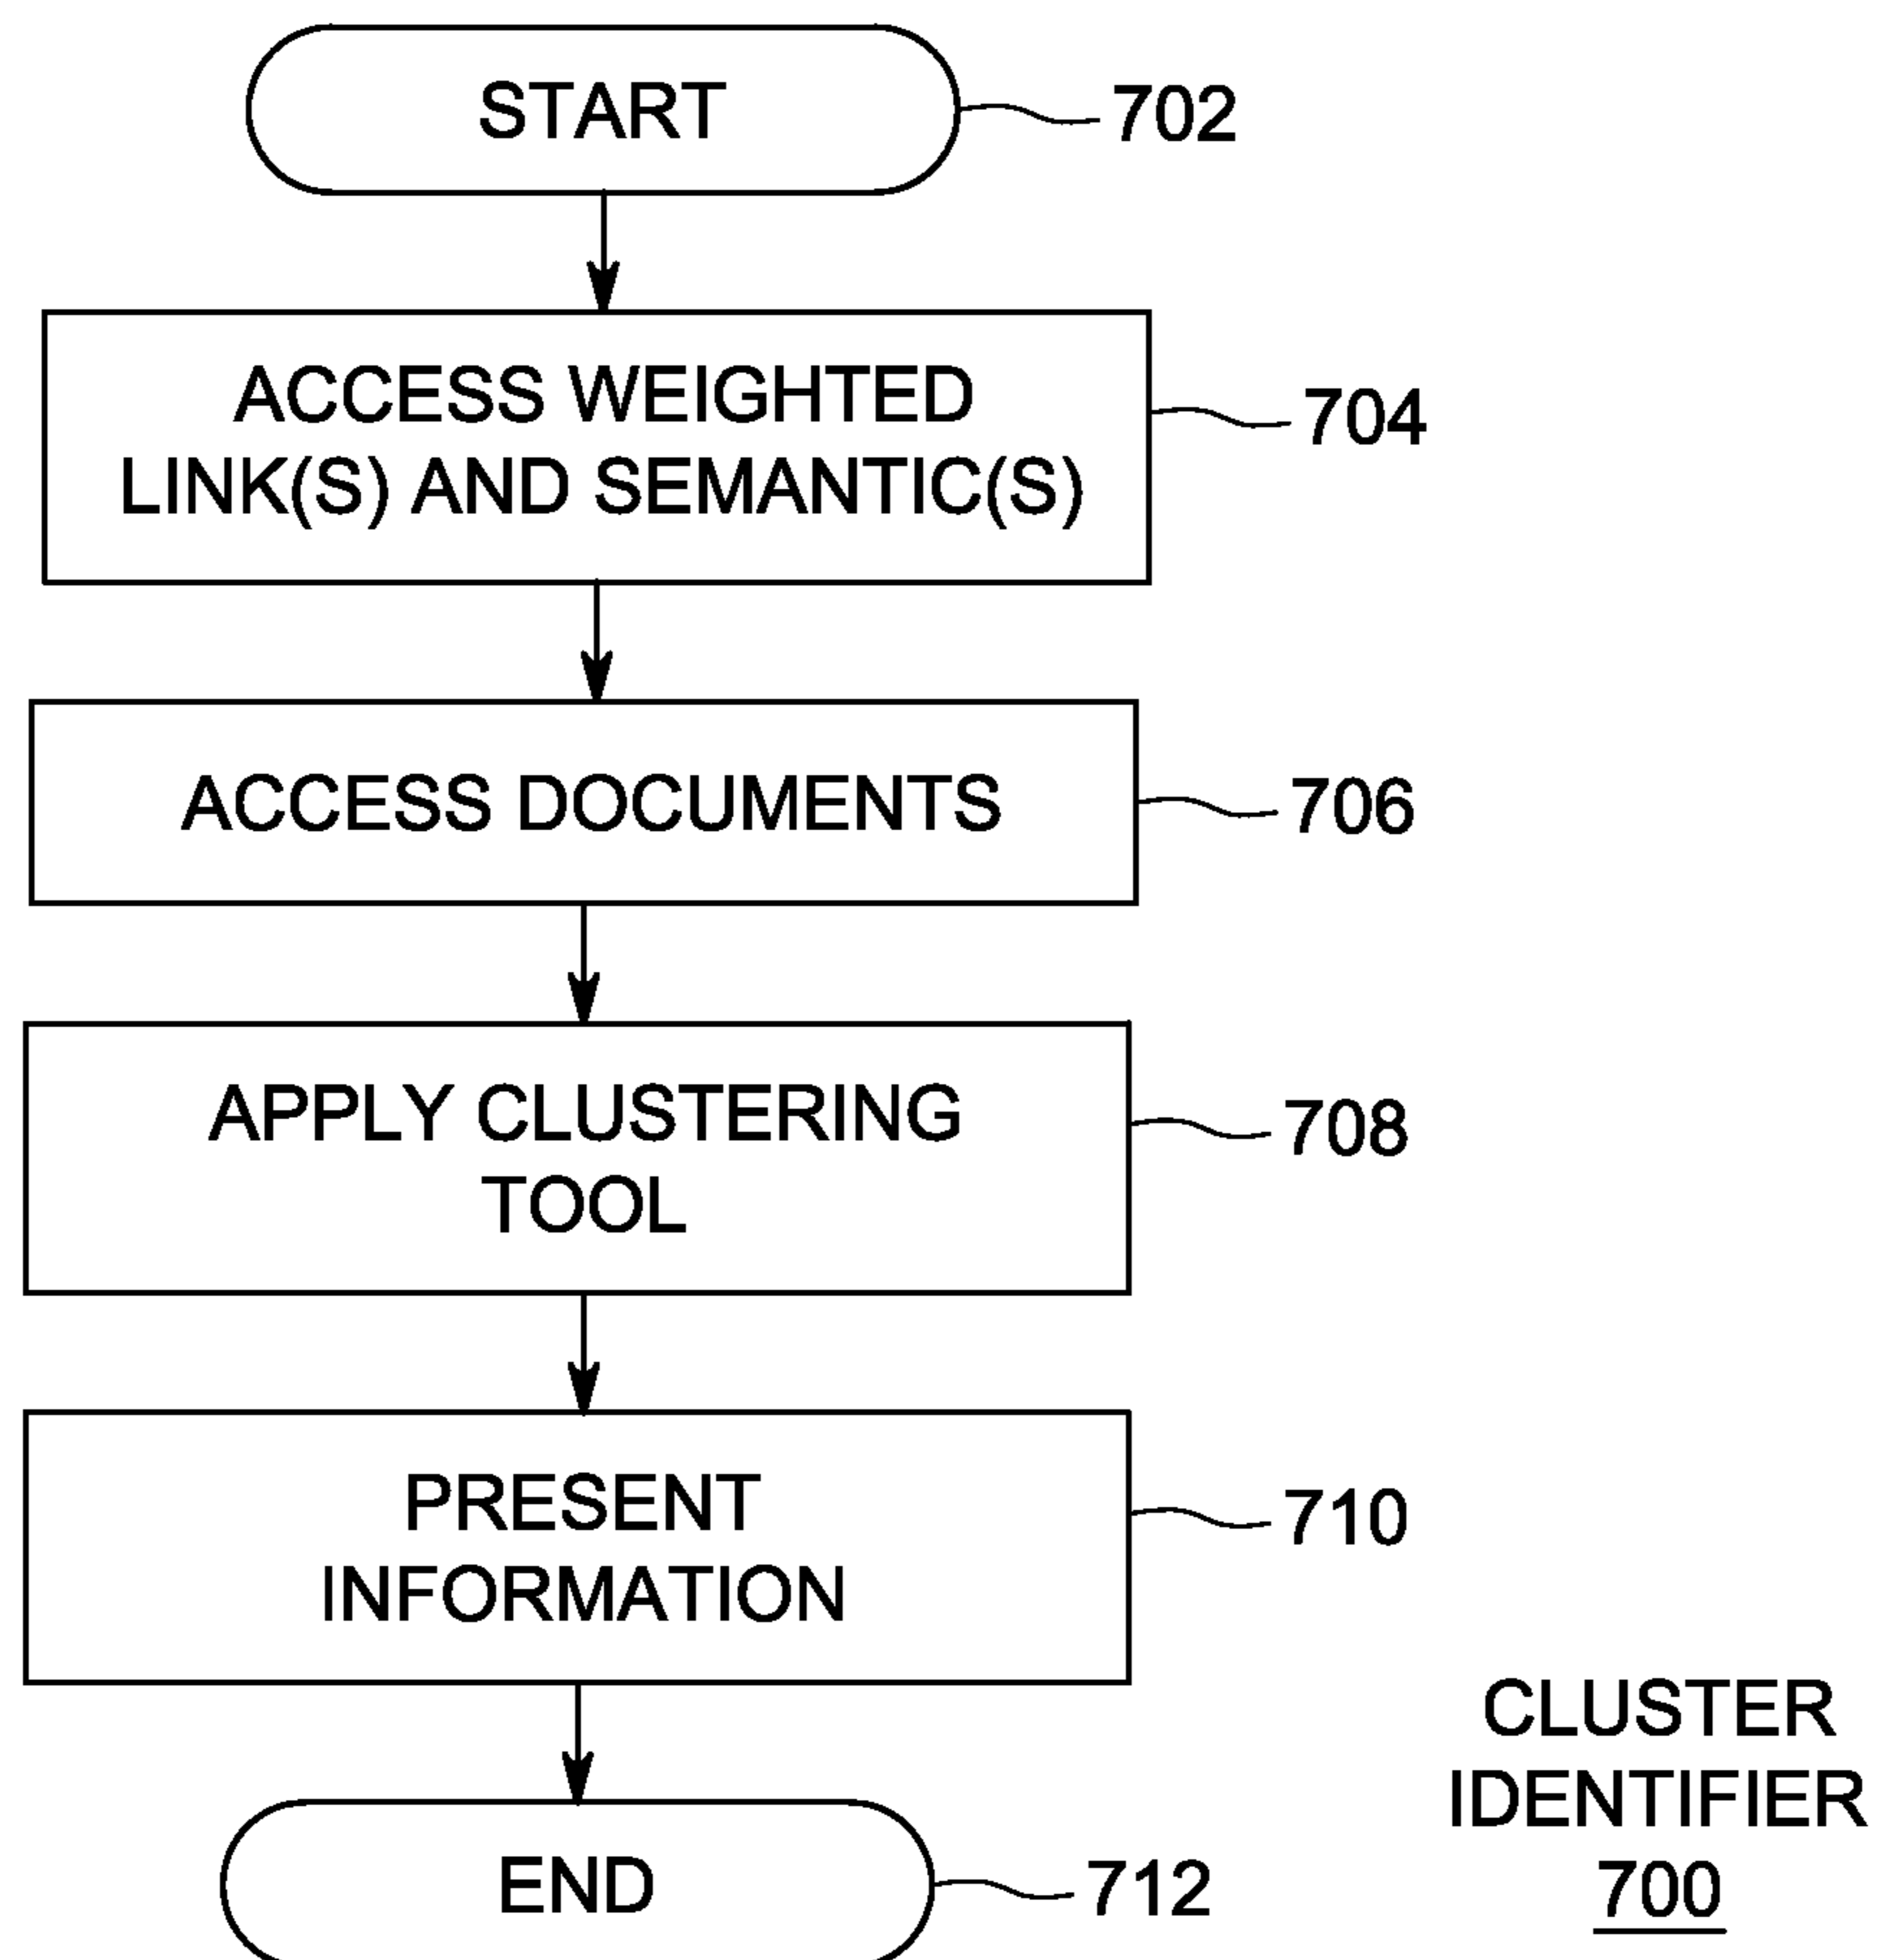 START
702
ACCESS WEIGHTED
LINK(S) AND SEMANTIC(S)
704
ACCESS DOCUMENTS
706
APPLY CLUSTERING
TOOL
708
PRESENT
INFORMATION
710
END
712
CLUSTER
IDENTIFIER
700